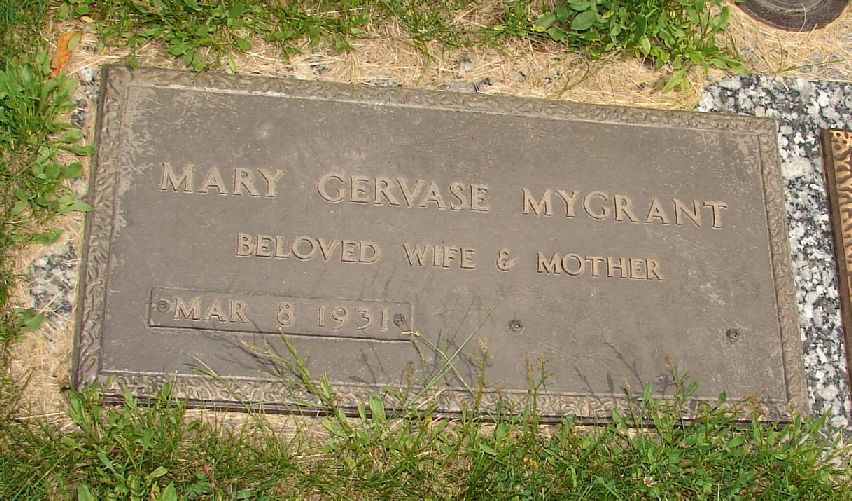 MARY GERVASE MYGRANT
BELOVED WIFE & MOTHER
MAR 8 1931